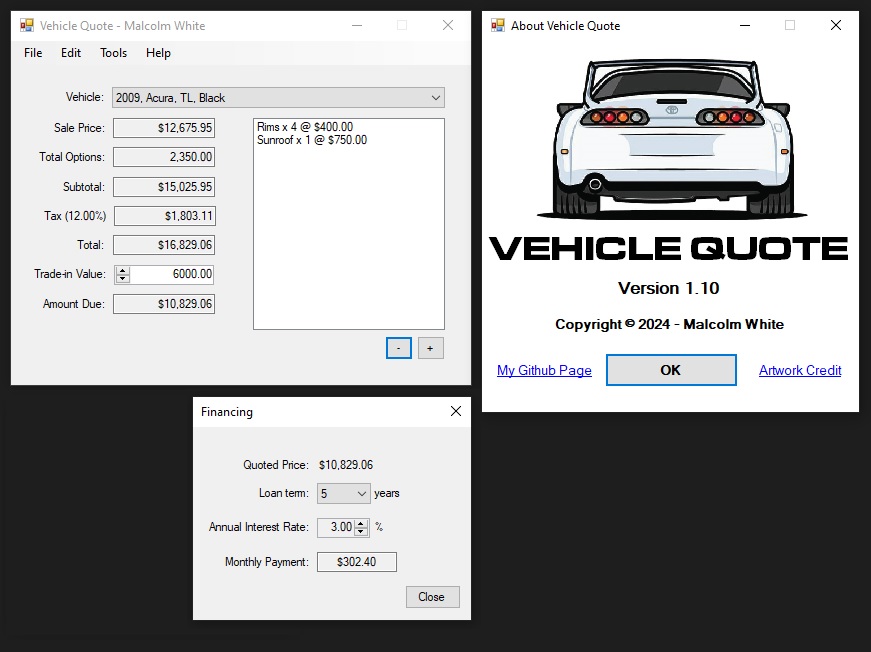 Vehicle Quote - Malcolm White
File Edit Tools Help
Vehicle: 2009, Acura, TL, Black
Sale Price: $12,675.95
Total Options: 2,350.00
Subtotal: $15,025.95
Tax (12.00%) $1,803.11
Total: $16,829.06
Trade-in Value: 6000.00
Amount Due: $10,829.06
Rims x 4 @ $400.00
Sunroof x 1 @ $750.00
- +
About Vehicle Quote
VEHICLE QUOTE
Version 1.10
Copyright © 2024 - Malcolm White
My Github Page OK Artwork Credit
Financing
Quoted Price: $10,829.06
Loan term: 5 years
Annual Interest Rate: 3.00 %
Monthly Payment: $302.40
Close